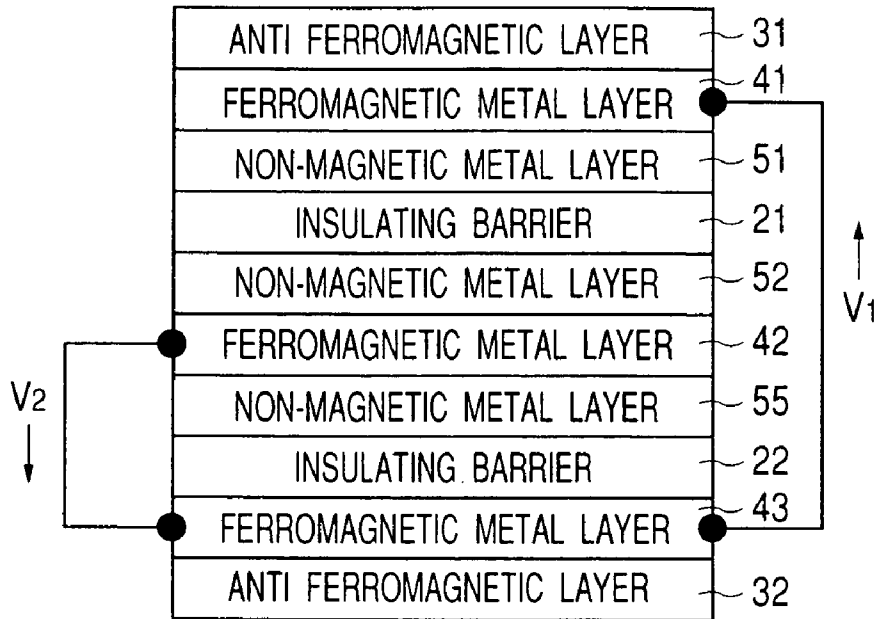 ANTI FERROMAGNETIC LAYER 31
FERROMAGNETIC METAL LAYER 41
NON-MAGNETIC METAL LAYER 51
INSULATING BARRIER 21
NON-MAGNETIC METAL LAYER 52
V1
FERROMAGNETIC METAL LAYER 42
V2
NON-MAGNETIC METAL LAYER 55
INSULATING BARRIER 22
FERROMAGNETIC METAL LAYER 43
ANTI FERROMAGNETIC LAYER 32